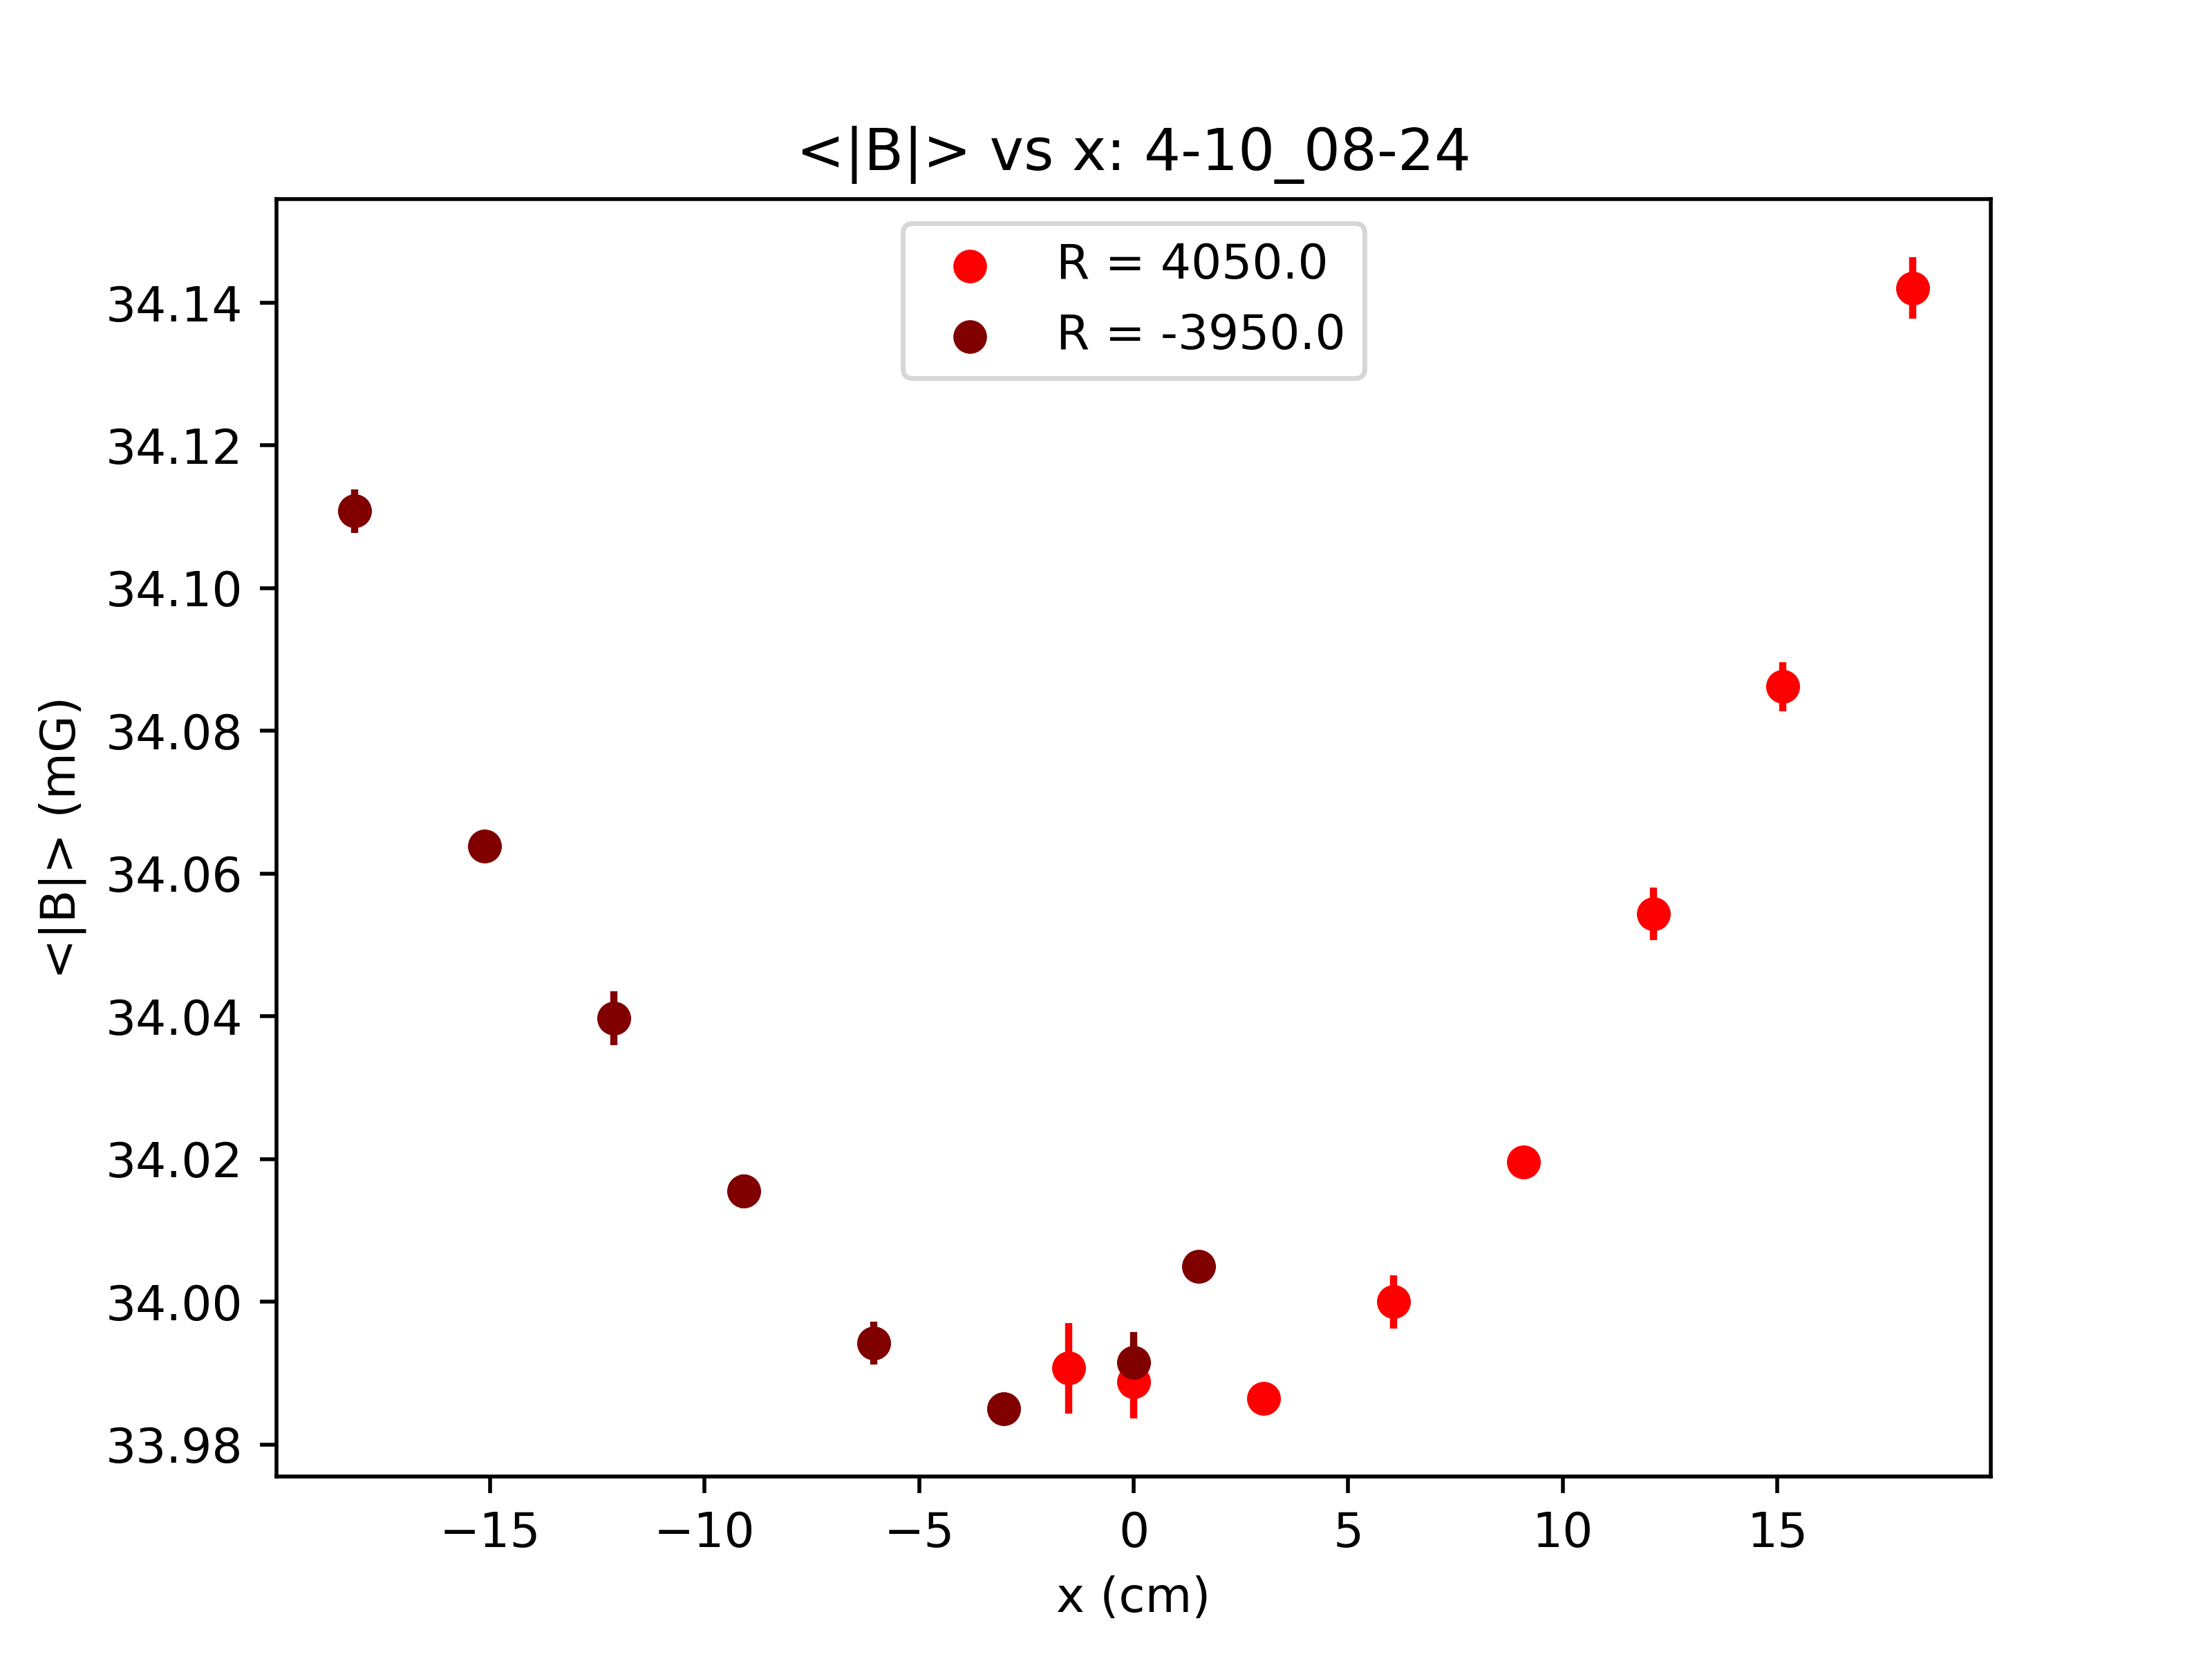 <|B|> vs x: 4-10_08-24
R = 4050.0
R = -3950.0
34.14
34.12
34.10
34.08
34.06
34.04
34.02
34.00
33.98
<|B|> (mG)
−15 −10 −5 0 5 10 15
x (cm)